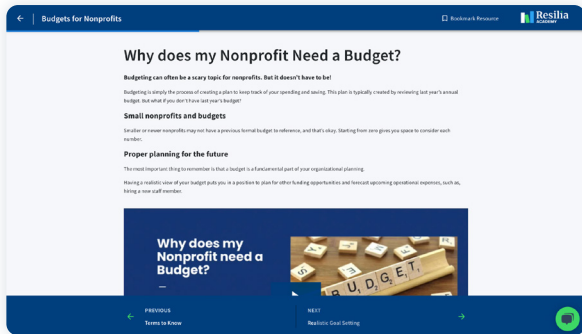 Budgets for Nonprofits
Bookmark Resource
Resilia
ACADEMY
Why does my Nonprofit Need a Budget?
Budgeting can often be a scary topic for nonprofits. But it doesn't have to be!
Budgeting is simply the process of creating a plan to keep track of your spending and saving. This plan is typically created by reviewing last year's annual
budget. But what if you don't have last year's budget?
Small nonprofits and budgets
Smaller or newer nonprofits may not have a previous formal budget to reference, and that's okay. Starting from zero gives you space to consider each
number.
Proper planning for the future
The most important thing to remember is that a budget is a fundamental part of your organizational planning.
Having a realistic view of your budget puts you in a position to plan for other funding opportunities and forecast upcoming operational expenses, such as,
hiring a new staff member.
Why does my
Nonprofit need a
Budget?
BUDGET
PREVIOUS
Terms to Know
NEXT
Realistic Goal Setting